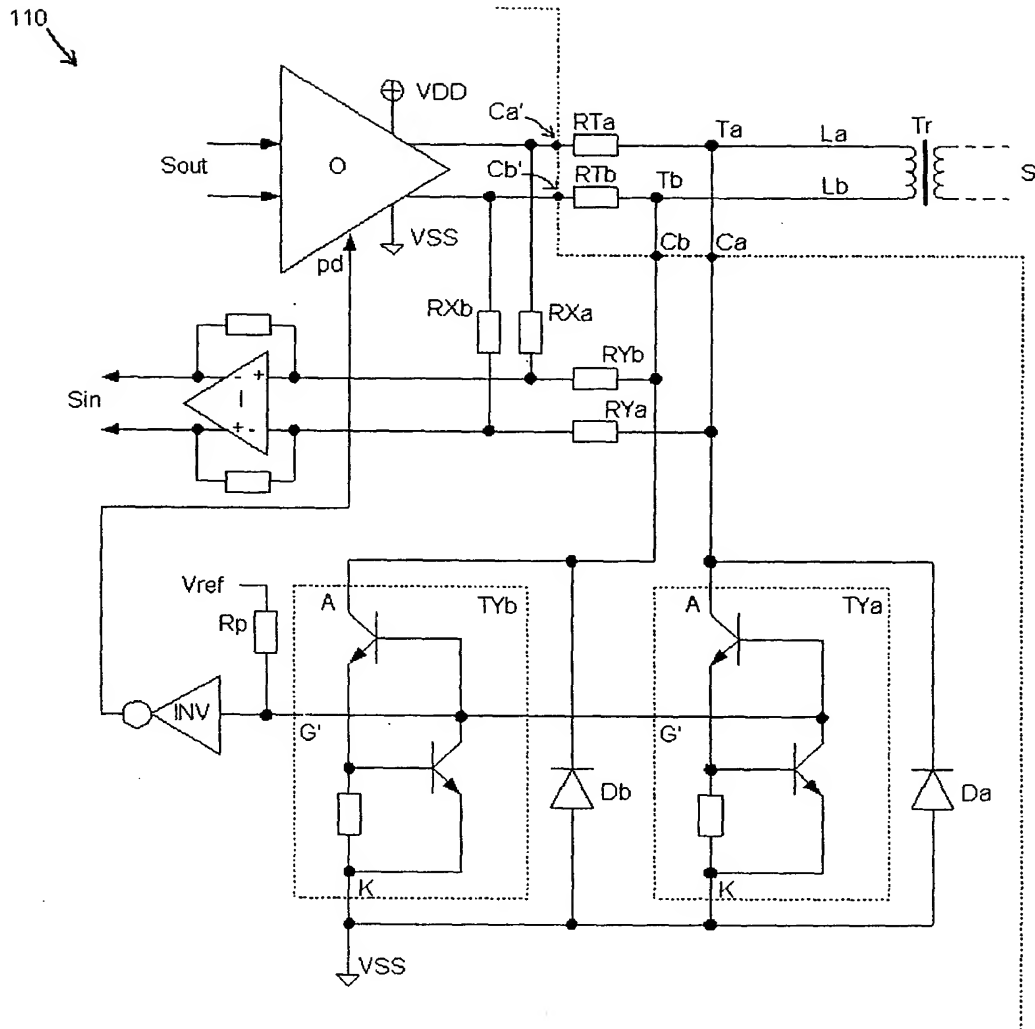 110
VDD
Ca'
RTa
Ta
La
Tr
Sout
O
Cb'
RTb
Tb
Lb
S
VSS
pd
Cb
Ca
RXb
RXa
RYb
- +
Sin
I
RYa
+ -
Vref
A
TYb
A
TYa
Rp
INV
G'
G'
Db
Da
K
K
VSS